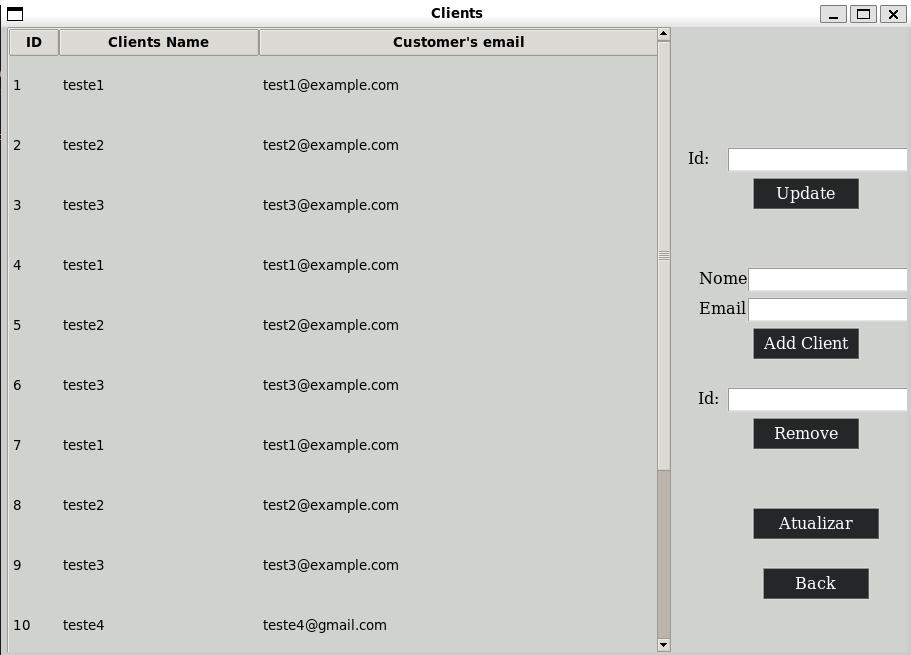 Clients
ID Clients Name Customer's email
1 teste1 test1@example.com
2 teste2 test2@example.com
3 teste3 test3@example.com
4 teste1 test1@example.com
5 teste2 test2@example.com
6 teste3 test3@example.com
7 teste1 test1@example.com
8 teste2 test2@example.com
9 teste3 test3@example.com
10 teste4 teste4@gmail.com
Id:
Update
Nome
Email
Add Client
Id:
Remove
Atualizar
Back